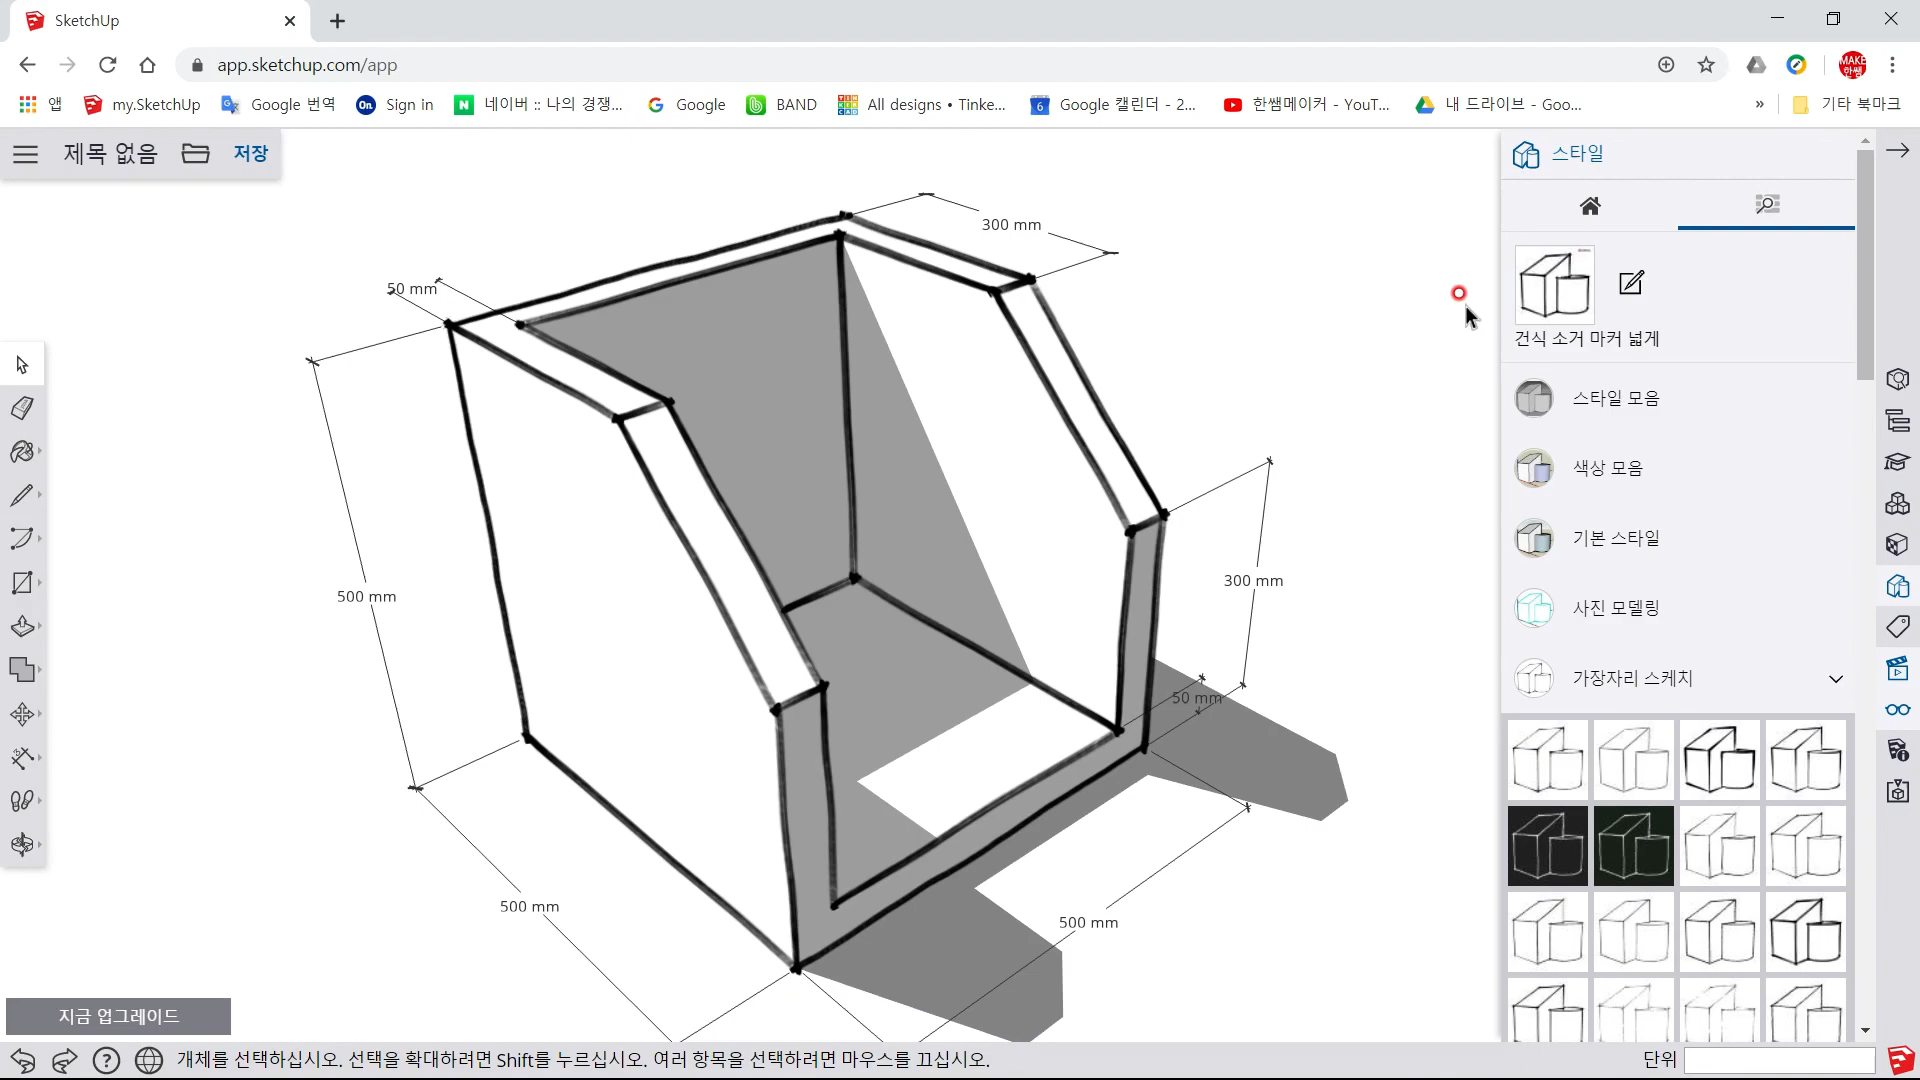 SketchUp
app.sketchup.com/app
MAKE
한쌤
앱
my.SketchUp
Google 번역
On
Sign in
N
네이버 :: 나의 경쟁...
Google
BAND
All designs • Tinke...
6
Google 캘린더 - 2...
한쌤메이커 - YouT...
내 드라이브 - Goo...
»
기타 북마크
제목 없음
저장
스타일
건식 소거 마커 넓게
스타일 모음
색상 모음
기본 스타일
사진 모델링
가장자리 스케치
300 mm
50 mm
500 mm
300 mm
50 mm
500 mm
500 mm
지금 업그레이드
개체를 선택하십시오. 선택을 확대하려면 Shift를 누르십시오. 여러 항목을 선택하려면 마우스를 끄십시오.
단위